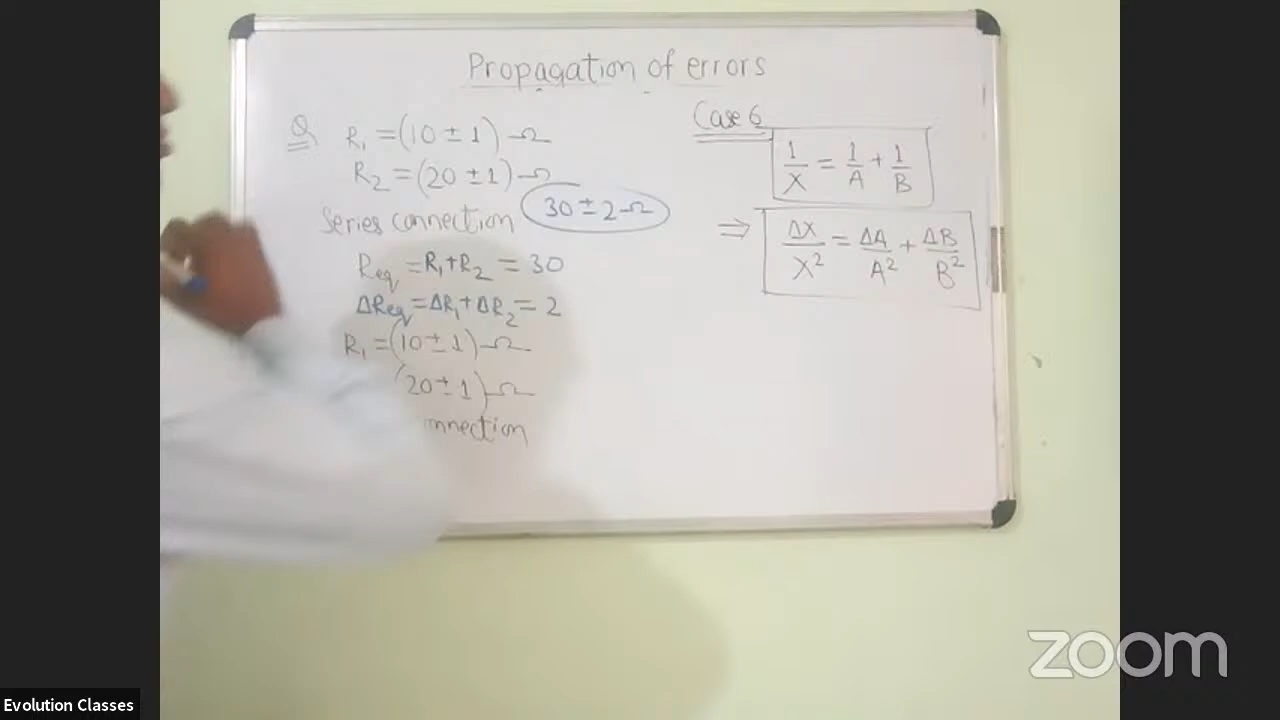 Propagation of errors
Q R₁ = (10 ± 1) Ω
R₂ = (20 ± 1) Ω
Series connection 30 ± 2 Ω
Req = R₁ + R₂ = 30
ΔReq = ΔR₁ + ΔR₂ = 2
R₁ = (10 ± 1) Ω
(20 ± 1) Ω
nnection
Case 6
1/X = 1/A + 1/B
⇒ ΔX/X² = ΔA/A² + ΔB/B²
zoom
Evolution Classes